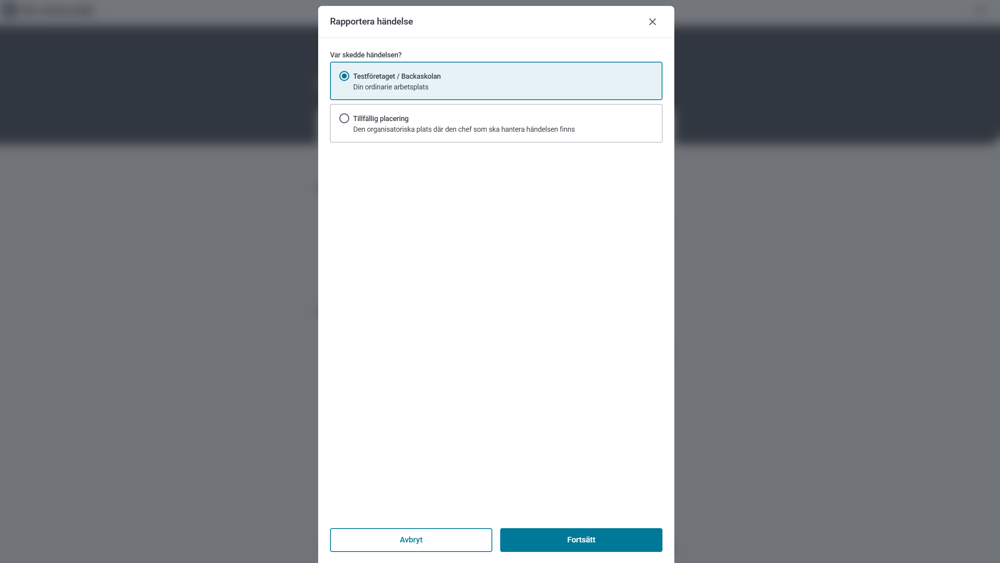 Rapportera händelse
Var skedde händelsen?
Testföretaget / Backaskolan
Din ordinarie arbetsplats
Tillfällig placering
Den organisatoriska plats där den chef som ska hantera händelsen finns
Avbryt
Fortsätt